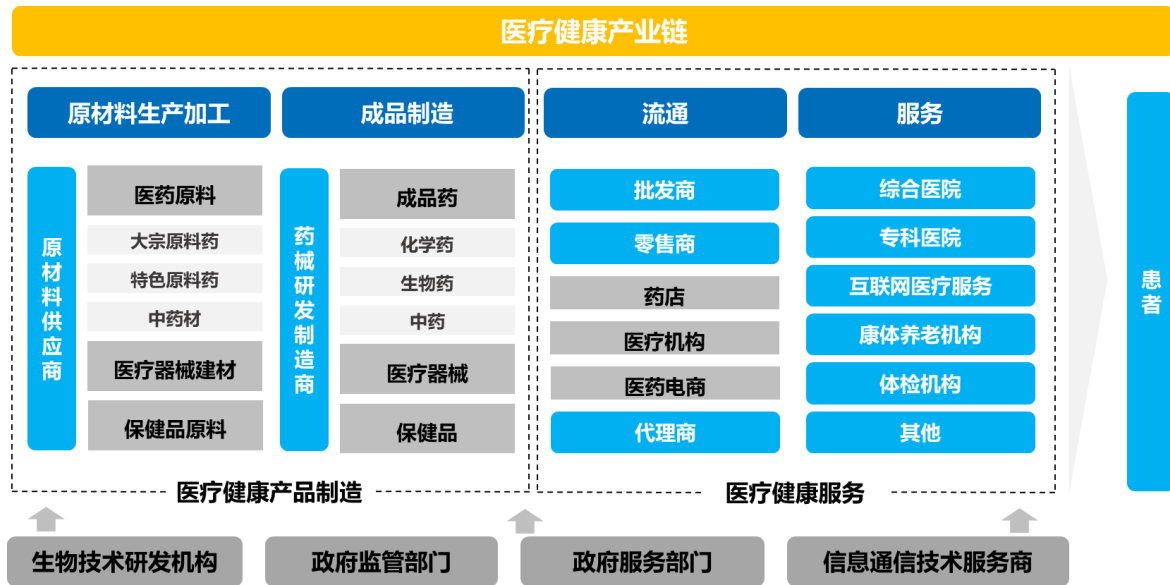 医疗健康产业链
原材料生产加工
原材料供应商
医药原料
大宗原料药
特色原料药
中药材
医疗器械建材
保健品原料
成品制造
药械研发制造商
成品药
化学药
生物药
中药
医疗器械
保健品
医疗健康产品制造
流通
批发商
零售商
药店
医疗机构
医药电商
代理商
服务
综合医院
专科医院
互联网医疗服务
康体养老机构
体检机构
其他
医疗健康服务
患者
生物技术研发机构
政府监管部门
政府服务部门
信息通信技术服务商